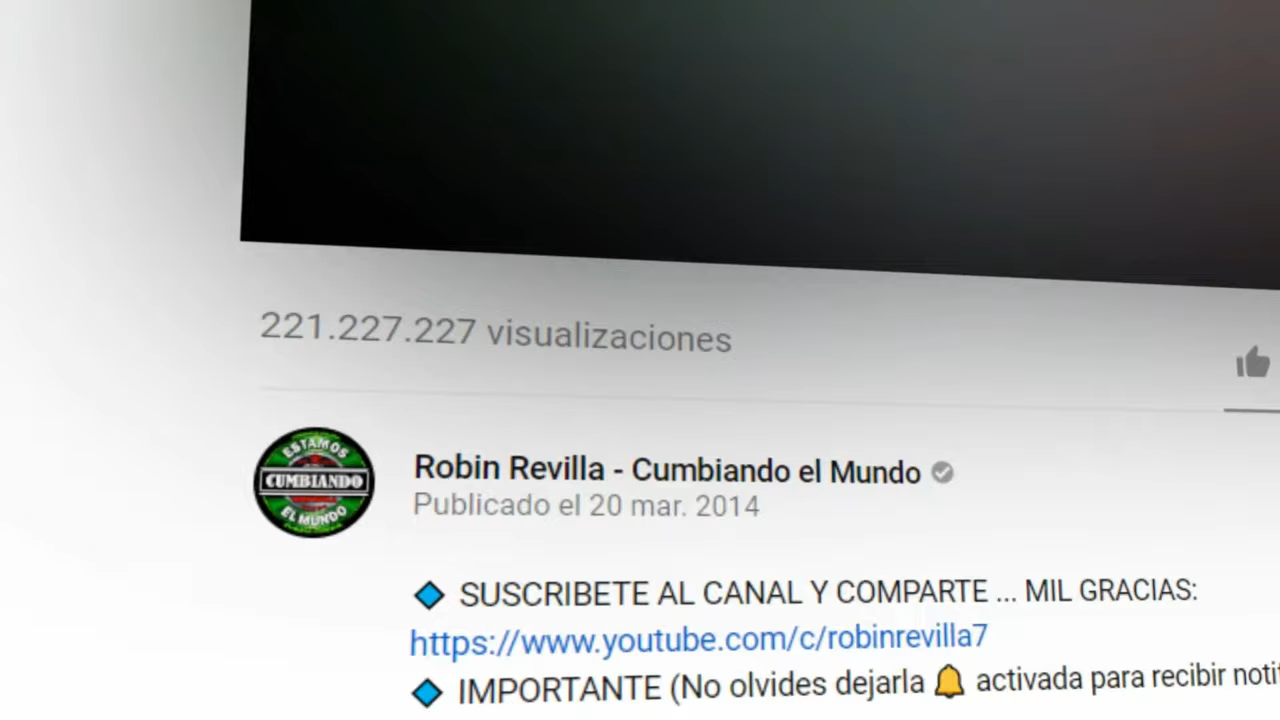 221.227.227 visualizaciones
ESTAMOS
CUMBIANDO
EL MUNDO
Robin Revilla - Cumbiando el Mundo
Publicado el 20 mar. 2014
SUSCRIBETE AL CANAL Y COMPARTE ... MIL GRACIAS:
https://www.youtube.com/c/robinrevilla7
IMPORTANTE (No olvides dejarla 🔔 activada para recibir